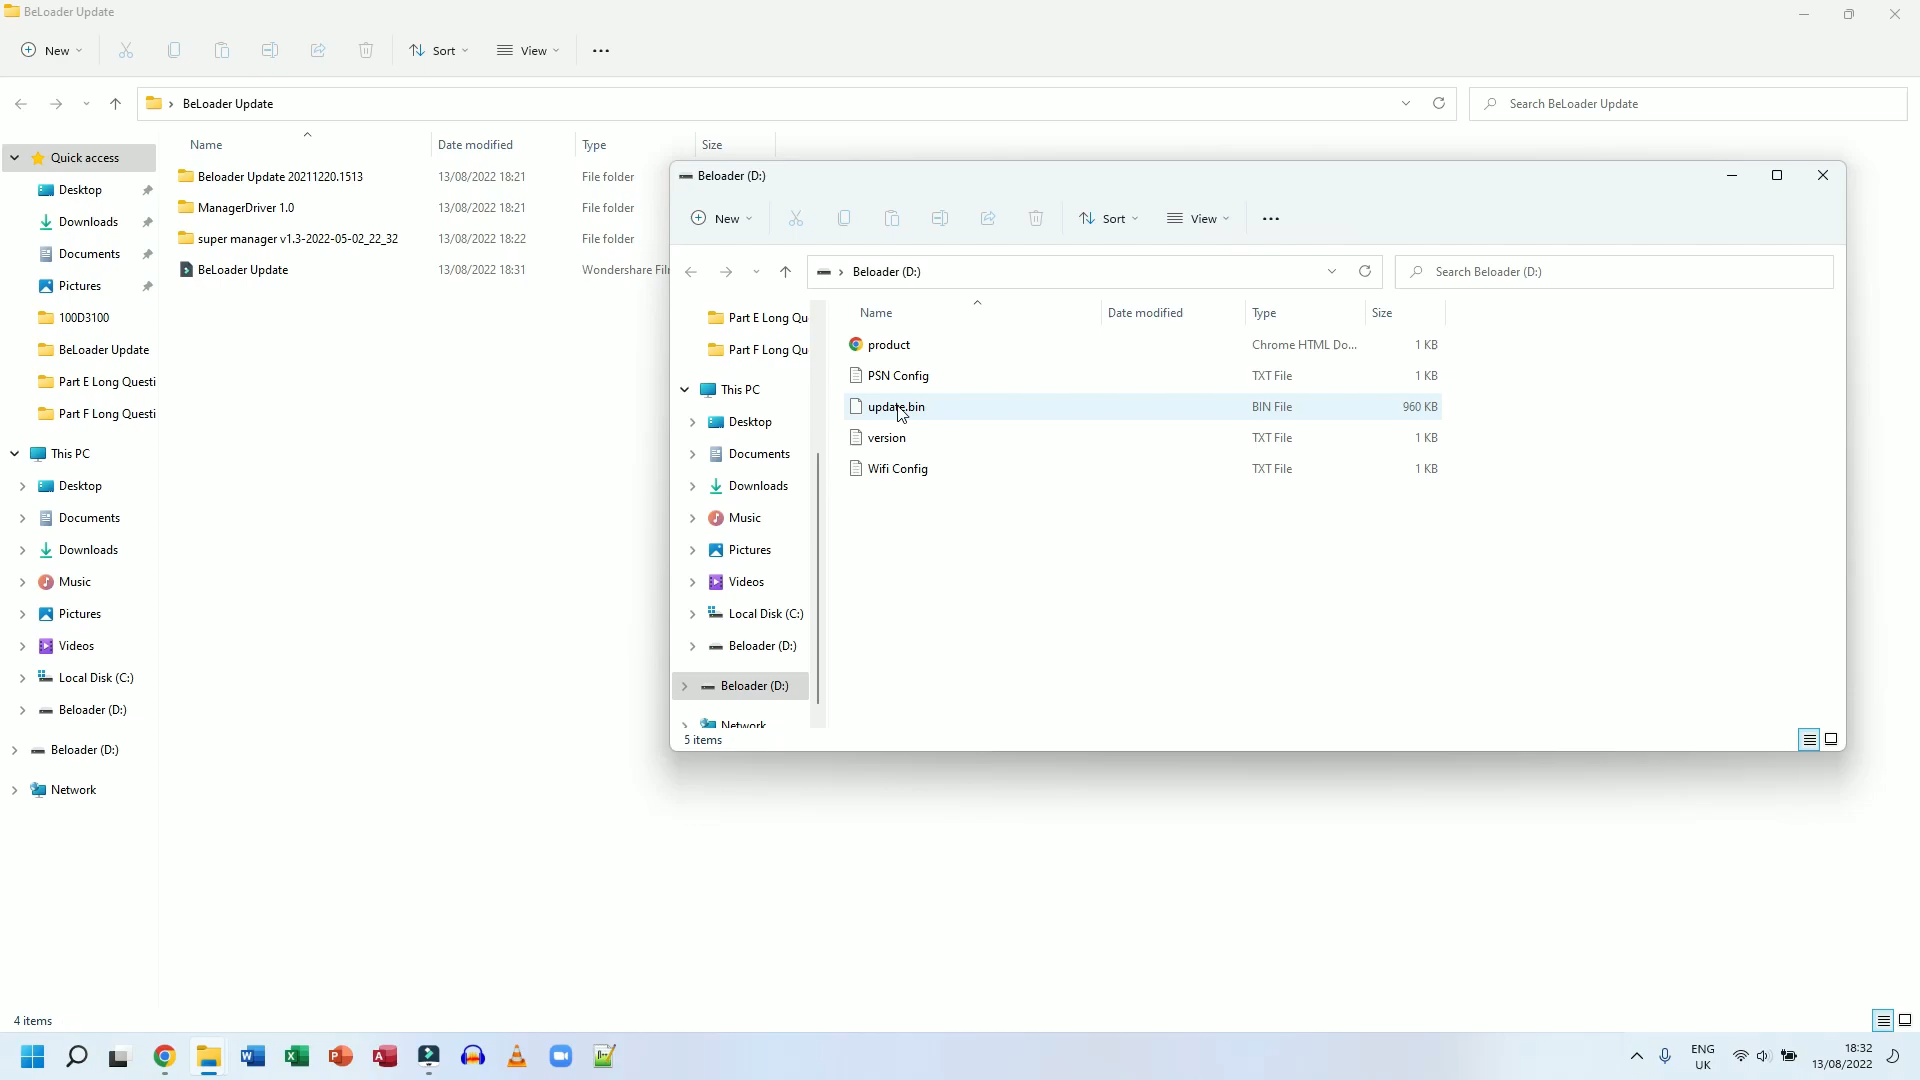 BeLoader Update
New
Sort
View
BeLoader Update
Search BeLoader Update
Name
Date modified
Type
Size
Quick access
Desktop
Downloads
Documents
Pictures
100D3100
BeLoader Update
Part E Long Questi
Part F Long Questi
This PC
Desktop
Documents
Downloads
Music
Pictures
Videos
Local Disk (C:)
Beloader (D:)
Beloader (D:)
Network
Beloader Update 20211220.1513 13/08/2022 18:21 File folder
ManagerDriver 1.0 13/08/2022 18:21 File folder
super manager v1.3-2022-05-02_22_32 13/08/2022 18:22 File folder
BeLoader Update 13/08/2022 18:31 Wondershare Fil
4 items
Beloader (D:)
New
Sort
View
Beloader (D:)
Search Beloader (D:)
Name
Date modified
Type
Size
Part E Long Qu
Part F Long Qu
This PC
Desktop
Documents
Downloads
Music
Pictures
Videos
Local Disk (C:)
Beloader (D:)
Beloader (D:)
Network
product Chrome HTML Do... 1 KB
PSN Config TXT File 1 KB
update.bin BIN File 960 KB
version TXT File 1 KB
Wifi Config TXT File 1 KB
5 items
ENG
UK
18:32
13/08/2022